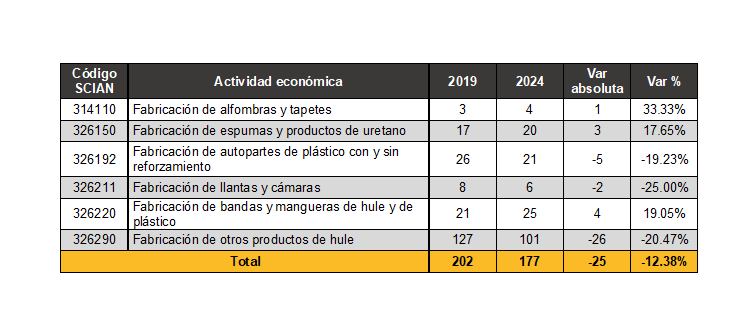 Código SCIAN Actividad económica 2019 2024 Var absoluta Var %
314110 Fabricación de alfombras y tapetes 3 4 1 33.33%
326150 Fabricación de espumas y productos de uretano 17 20 3 17.65%
326192 Fabricación de autopartes de plástico con y sin reforzamiento 26 21 -5 -19.23%
326211 Fabricación de llantas y cámaras 8 6 -2 -25.00%
326220 Fabricación de bandas y mangueras de hule y de plástico 21 25 4 19.05%
326290 Fabricación de otros productos de hule 127 101 -26 -20.47%
Total 202 177 -25 -12.38%